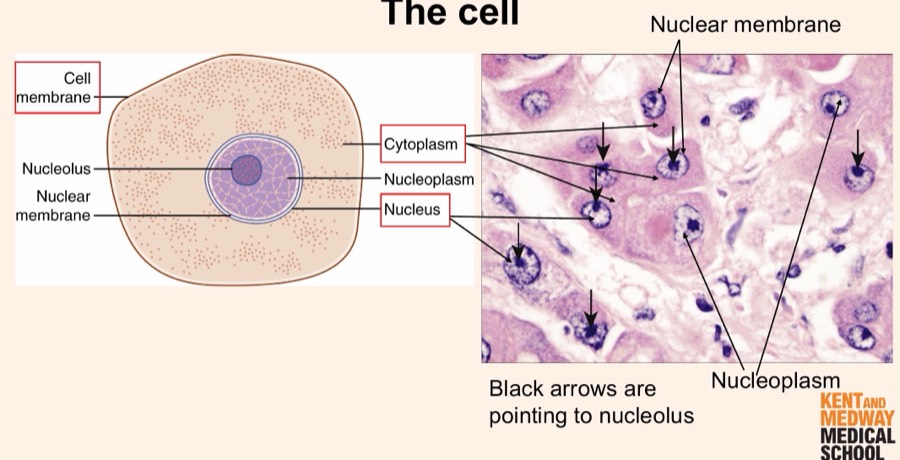 The cell
Nuclear membrane
Cell
membrane
Nucleolus
Nuclear
membrane
Cytoplasm
Nucleoplasm
Nucleus
Black arrows are
pointing to nucleolus
Nucleoplasm
KENT AND
MEDWAY
MEDICAL
SCHOOL